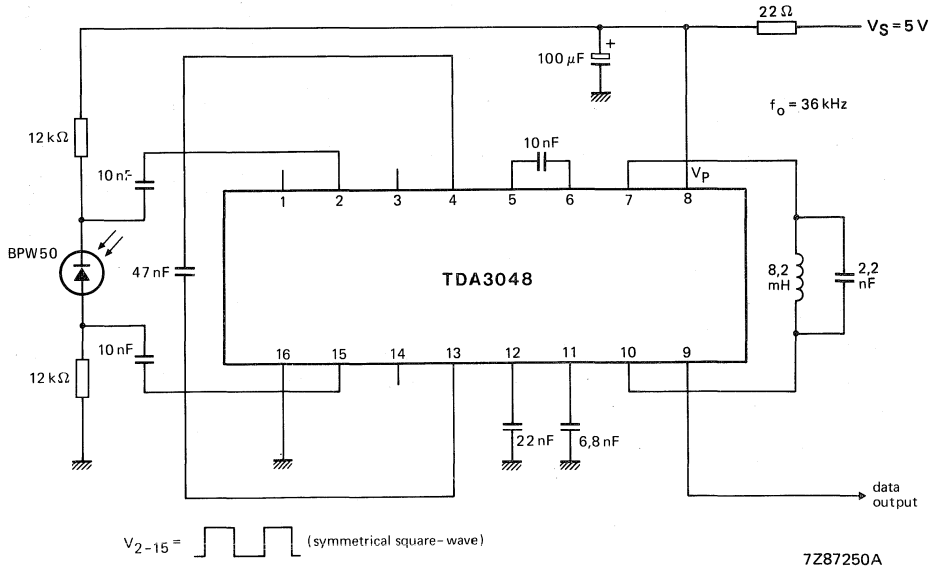 22 Ω
V_S = 5 V
100 μF
+
f_o = 36 kHz
12 kΩ
10 nF
10 nF
1 2 3 4 5 6 7 8
V_P
BPW50
47 nF
TDA3048
8,2
mH
2,2
nF
10 nF
16 15 14 13 12 11 10 9
12 kΩ
22 nF
6,8 nF
data
output
V_2-15 = (symmetrical square-wave)
7Z87250A